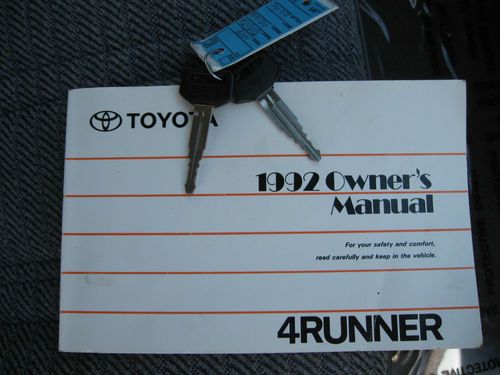 TOYOTA
1992 Owner's
Manual
For your safety and comfort,
read carefully and keep in the vehicle.
4RUNNER